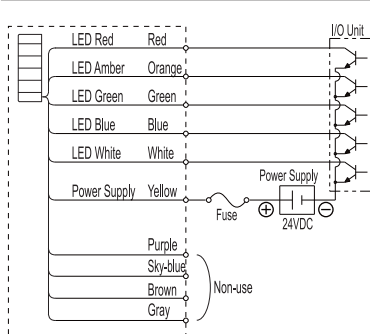 I/O Unit
LED Red Red
LED Amber Orange
LED Green Green
LED Blue Blue
LED White White
Power Supply
Power Supply Yellow
Fuse
⊕ ⊖
24VDC
Purple
Sky-blue
Brown
Non-use
Gray